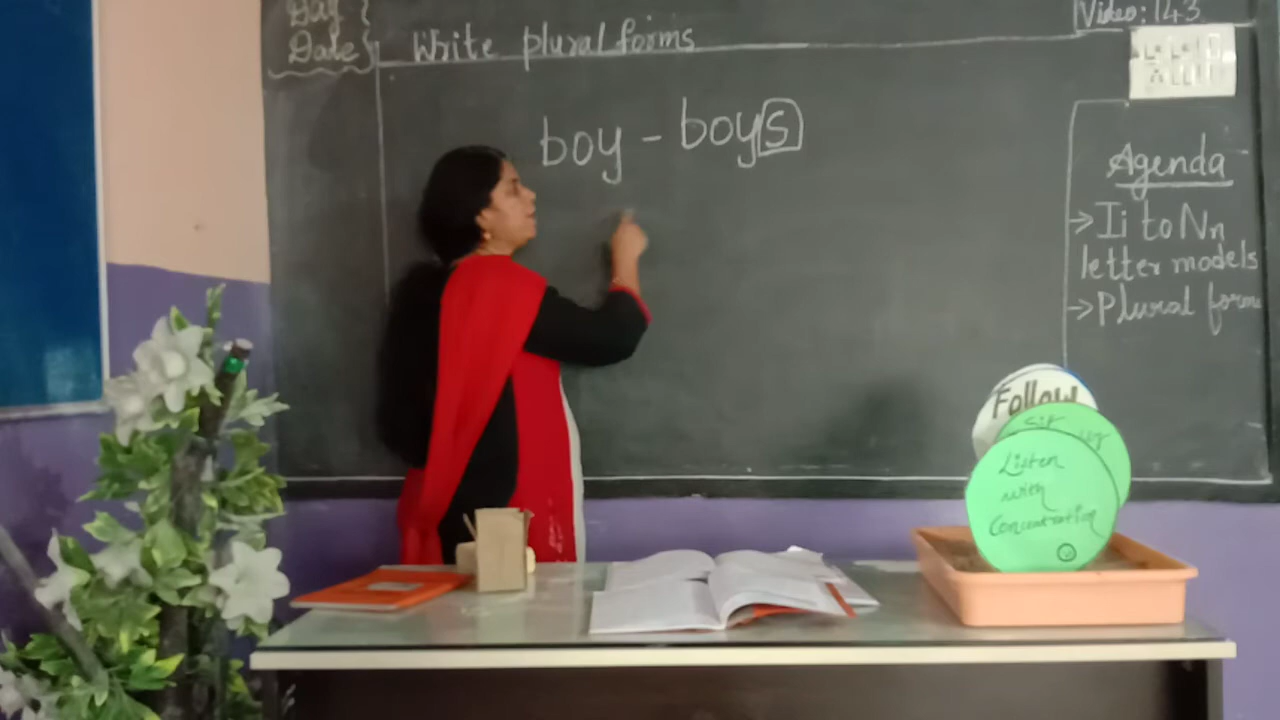 Day
Date
Write plural forms
Video: 143
boy - boys
Agenda
→ Ii to Nn
letter models
→ Plural forms
Follow
Listen
with
Concentration